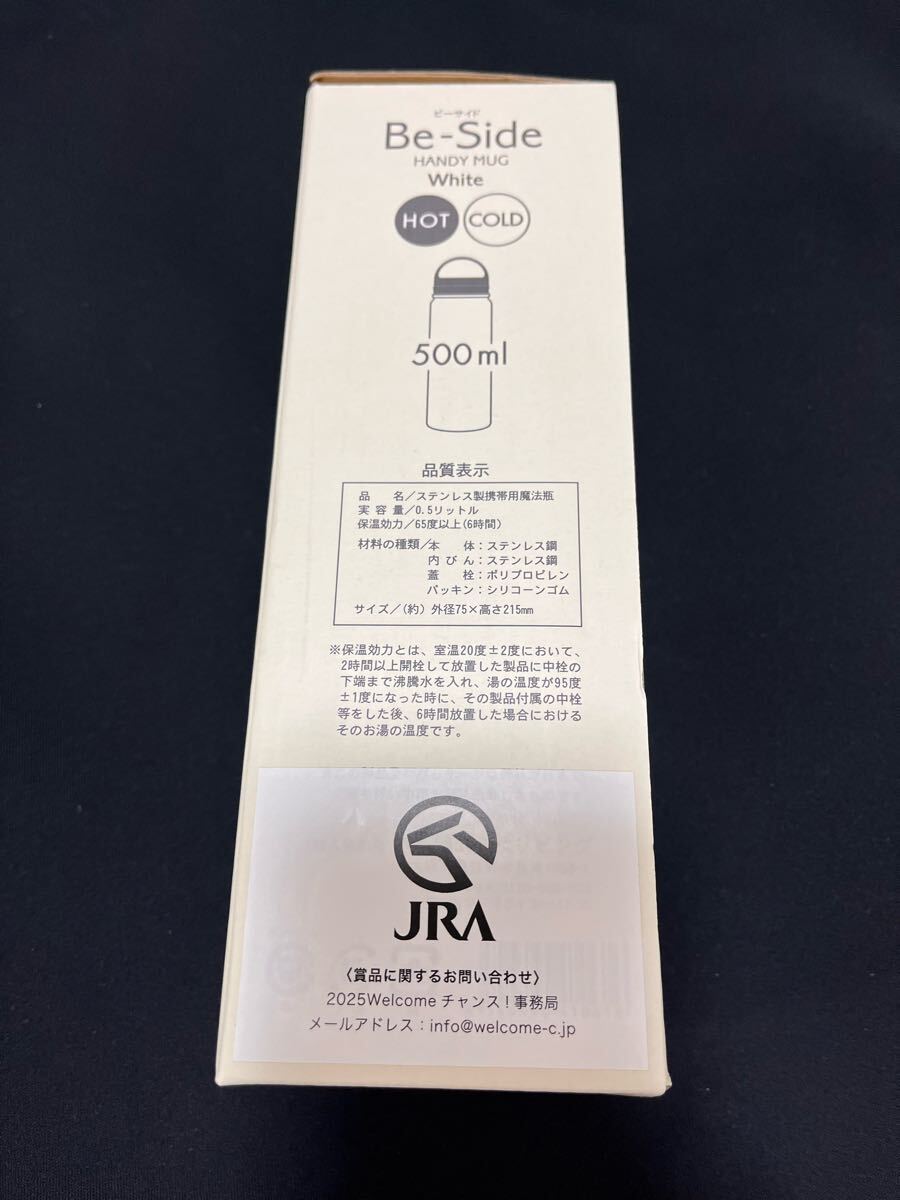 ビーサイド
Be-Side
HANDY MUG
White
HOT COLD
500ml
品質表示
品　名／ステンレス製携帯用魔法瓶
実容量／0.5リットル
保温効力／65度以上(6時間)
材料の種類／本　体：ステンレス鋼
内びん：ステンレス鋼
蓋　栓：ポリプロピレン
パッキン：シリコーンゴム
サイズ／(約)外径75×高さ215mm
※保温効力とは、室温20度±2度において、
2時間以上開栓して放置した製品に中栓の
下端まで沸騰水を入れ、湯の温度が95度
±1度になった時に、その製品付属の中栓
等をした後、6時間放置した場合における
そのお湯の温度です。
JRA
〈賞品に関するお問い合わせ〉
2025Welcomeチャンス！事務局
メールアドレス：info@welcome-c.jp